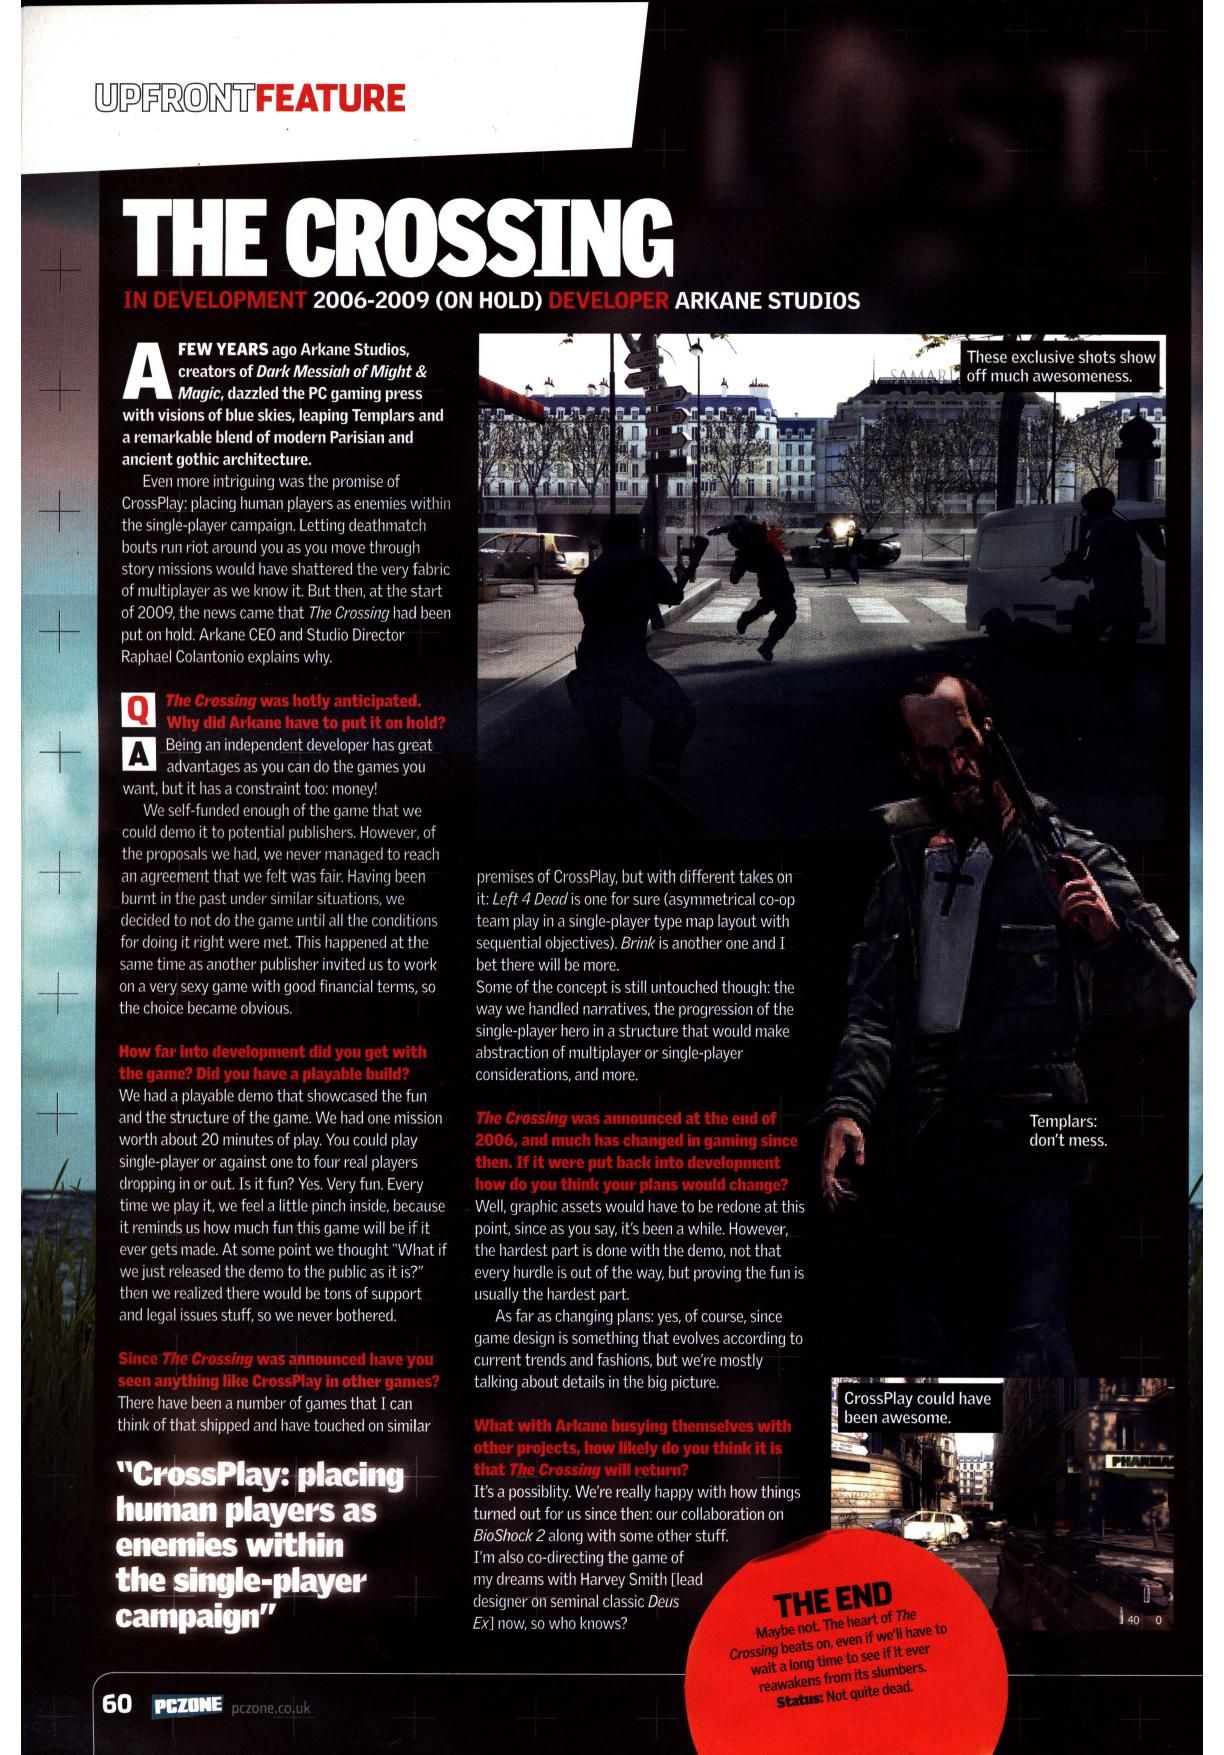 UPFRONTFEATURE
LOST
THE CROSSING
IN DEVELOPMENT 2006-2009 (ON HOLD) DEVELOPER ARKANE STUDIOS
A FEW YEARS ago Arkane Studios,
creators of Dark Messiah of Might &
Magic, dazzled the PC gaming press
with visions of blue skies, leaping Templars and
a remarkable blend of modern Parisian and
ancient gothic architecture.
Even more intriguing was the promise of
CrossPlay: placing human players as enemies within
the single-player campaign. Letting deathmatch
bouts run riot around you as you move through
story missions would have shattered the very fabric
of multiplayer as we know it. But then, at the start
of 2009, the news came that The Crossing had been
put on hold. Arkane CEO and Studio Director
Raphael Colantonio explains why.
Q The Crossing was hotly anticipated.
Why did Arkane have to put it on hold?
A Being an independent developer has great
advantages as you can do the games you
want, but it has a constraint too: money!
We self-funded enough of the game that we
could demo it to potential publishers. However, of
the proposals we had, we never managed to reach
an agreement that we felt was fair. Having been
burnt in the past under similar situations, we
decided to not do the game until all the conditions
for doing it right were met. This happened at the
same time as another publisher invited us to work
on a very sexy game with good financial terms, so
the choice became obvious.
How far into development did you get with
the game? Did you have a playable build?
We had a playable demo that showcased the fun
and the structure of the game. We had one mission
worth about 20 minutes of play. You could play
single-player or against one to four real players
dropping in or out. Is it fun? Yes. Very fun. Every
time we play it, we feel a little pinch inside, because
it reminds us how much fun this game will be if it
ever gets made. At some point we thought "What if
we just released the demo to the public as it is?"
then we realized there would be tons of support
and legal issues stuff, so we never bothered.
Since The Crossing was announced have you
seen anything like CrossPlay in other games?
There have been a number of games that I can
think of that shipped and have touched on similar
"CrossPlay: placing
human players as
enemies within
the single-player
campaign"
SAMARI
These exclusive shots show
off much awesomeness.
premises of CrossPlay, but with different takes on
it: Left 4 Dead is one for sure (asymmetrical co-op
team play in a single-player type map layout with
sequential objectives). Brink is another one and I
bet there will be more.
Some of the concept is still untouched though: the
way we handled narratives, the progression of the
single-player hero in a structure that would make
abstraction of multiplayer or single-player
considerations, and more.
The Crossing was announced at the end of
2006, and much has changed in gaming since
then. If it were put back into development
how do you think your plans would change?
Well, graphic assets would have to be redone at this
point, since as you say, it's been a while. However,
the hardest part is done with the demo, not that
every hurdle is out of the way, but proving the fun is
usually the hardest part.
As far as changing plans: yes, of course, since
game design is something that evolves according to
current trends and fashions, but we're mostly
talking about details in the big picture.
What with Arkane busying themselves with
other projects, how likely do you think it is
that The Crossing will return?
It's a possiblity. We're really happy with how things
turned out for us since then: our collaboration on
BioShock 2 along with some other stuff.
I'm also co-directing the game of
my dreams with Harvey Smith [lead
designer on seminal classic Deus
Ex] now, so who knows?
Templars:
don't mess.
CrossPlay could have
been awesome.
PHARMA
40 0
THE END
Maybe not. The heart of The
Crossing beats on, even if we'll have to
wait a long time to see if it ever
reawakens from its slumbers.
Status: Not quite dead.
60 PCZONE pczone.co.uk